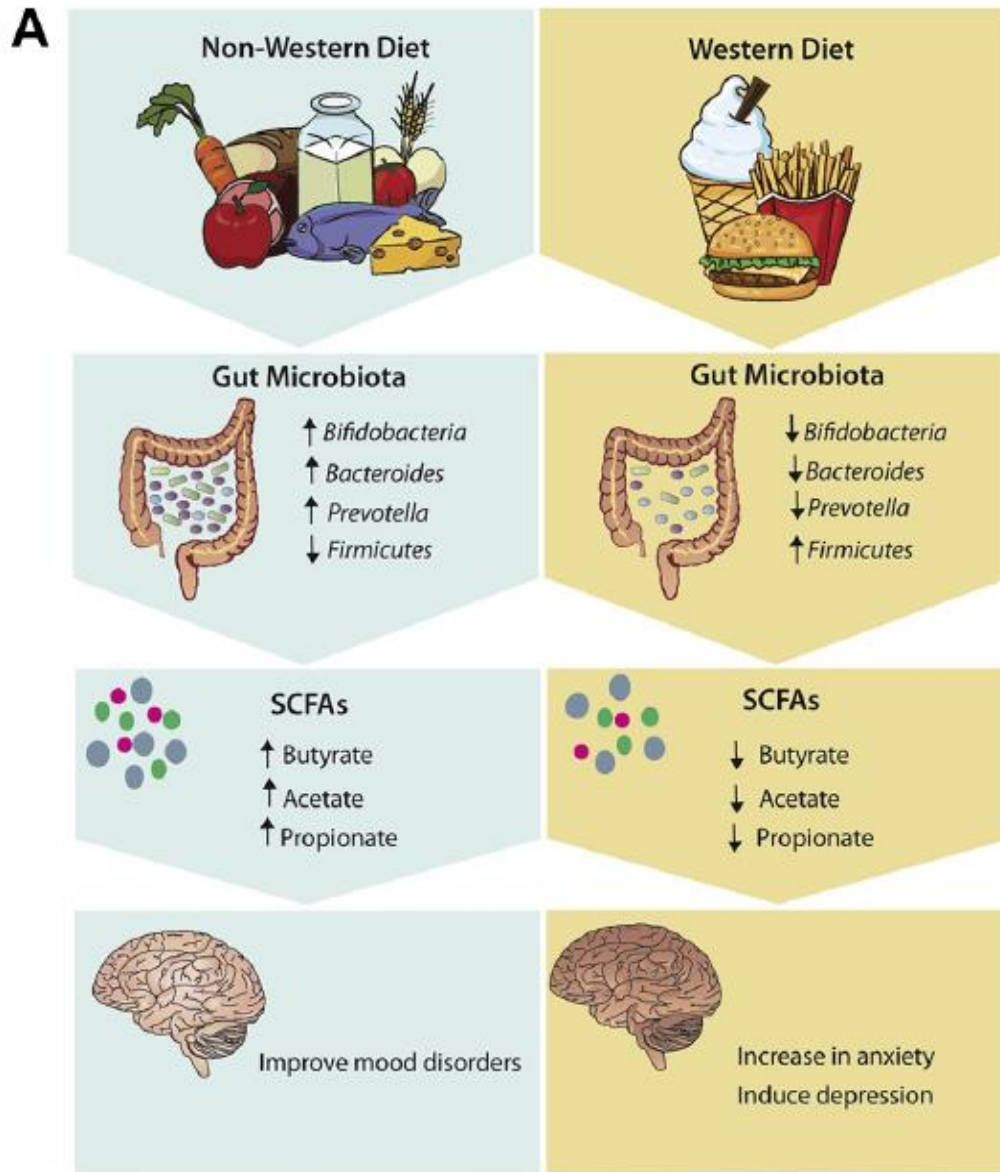 A
Non-Western Diet
Western Diet
Gut Microbiota
↑ Bifidobacteria
↑ Bacteroides
↑ Prevotella
↓ Firmicutes
Gut Microbiota
↓ Bifidobacteria
↓ Bacteroides
↓ Prevotella
↑ Firmicutes
SCFAs
↑ Butyrate
↑ Acetate
↑ Propionate
SCFAs
↓ Butyrate
↓ Acetate
↓ Propionate
Improve mood disorders
Increase in anxiety
Induce depression